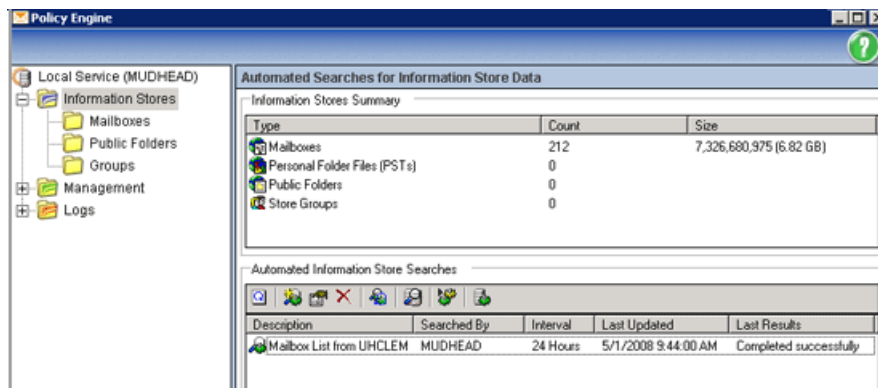 Policy Engine
Local Service (MUDHEAD)
Information Stores
Mailboxes
Public Folders
Groups
Management
Logs
Automated Searches for Information Store Data
Information Stores Summary
Type Count Size
Mailboxes 212 7,326,680,975 (6.82 GB)
Personal Folder Files (PSTs) 0
Public Folders 0
Store Groups 0
Automated Information Store Searches
Description Searched By Interval Last Updated Last Results
Mailbox List from UHCLEM MUDHEAD 24 Hours 5/1/2008 9:44:00 AM Completed successfully